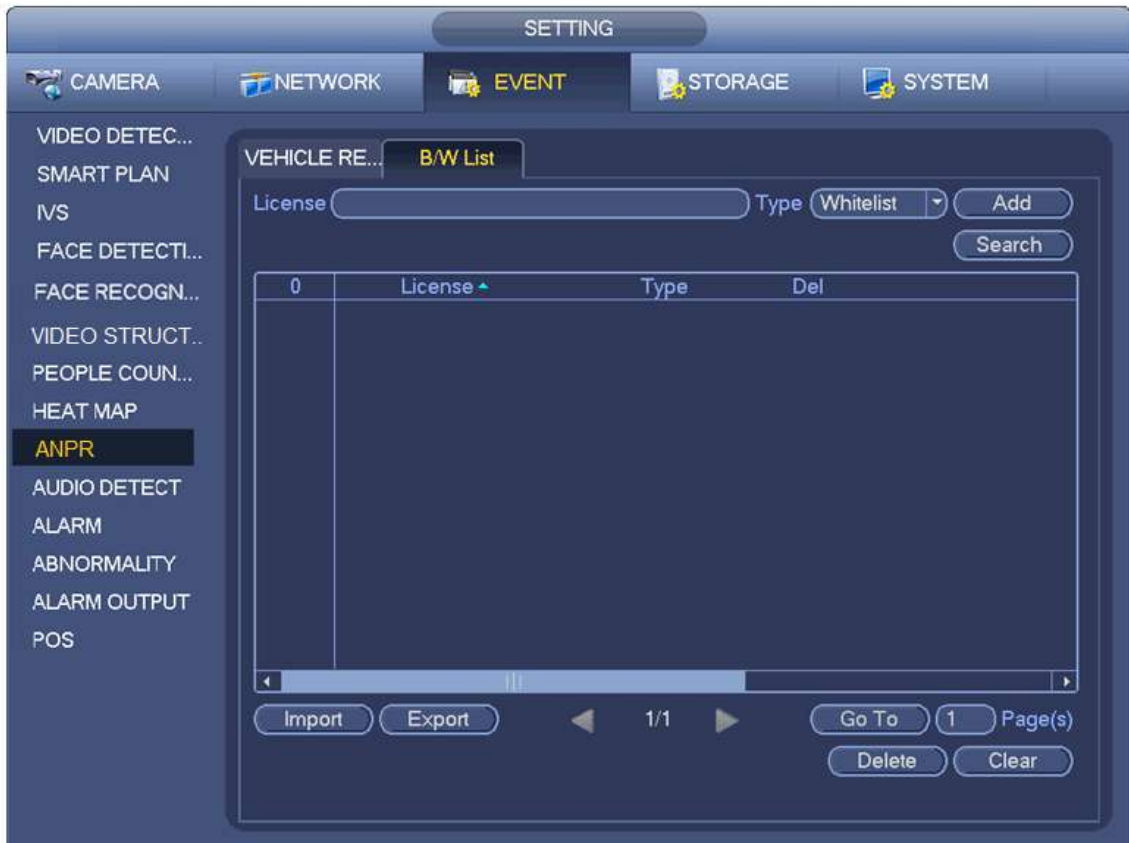 SETTING
CAMERA NETWORK EVENT STORAGE SYSTEM
VIDEO DETEC...
SMART PLAN
IVS
FACE DETECTI...
FACE RECOGN...
VIDEO STRUCT..
PEOPLE COUN...
HEAT MAP
ANPR
AUDIO DETECT
ALARM
ABNORMALITY
ALARM OUTPUT
POS
VEHICLE RE... B/W List
License Type Whitelist Add
Search
0 License Type Del
Import Export 1/1 Go To 1 Page(s)
Delete Clear